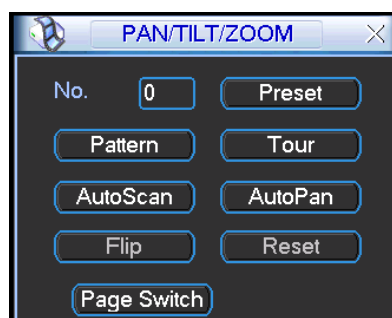 PAN/TILT/ZOOM
No. 0 Preset
Pattern Tour
AutoScan AutoPan
Flip Reset
Page Switch